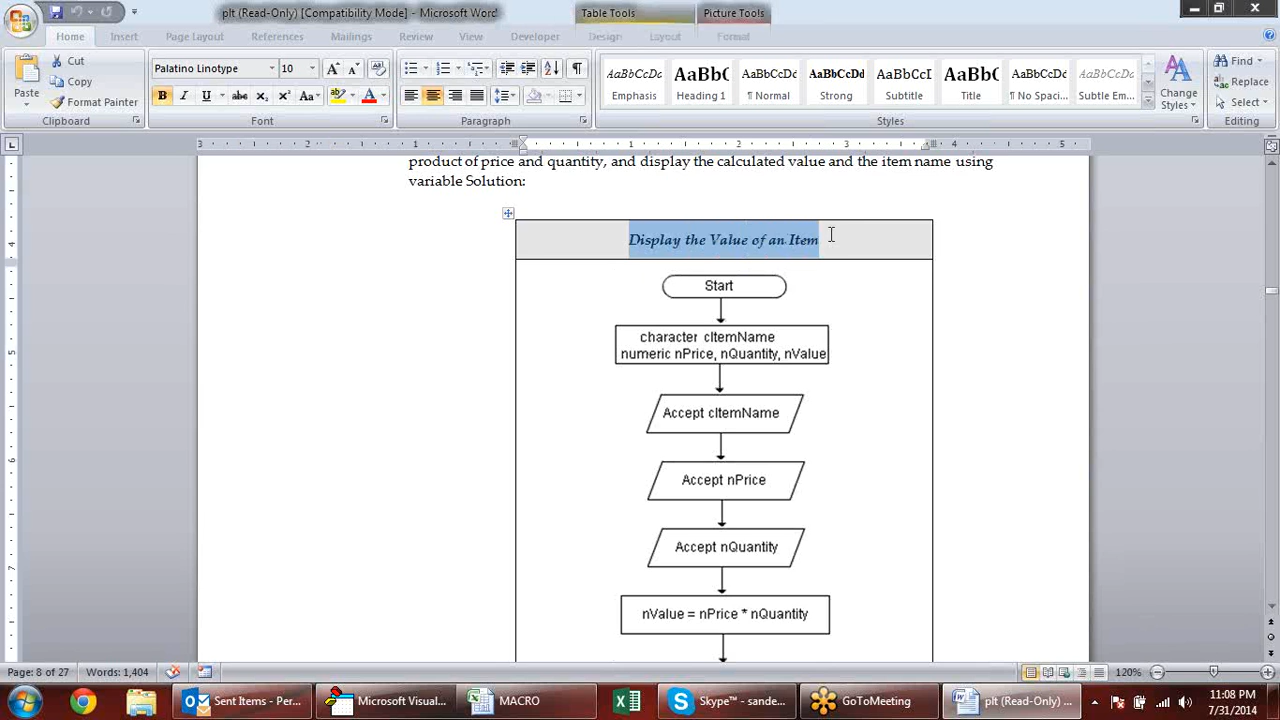 plt (Read-Only) [Compatibility Mode] - Microsoft Word
Table Tools
Picture Tools
Home Insert Page Layout References Mailings Review View Developer Design Layout Format
Paste
Cut
Copy
Format Painter
Clipboard
Palatino Linotype 10
Font
Paragraph
AaBbCcDc AaBbC AaBbCcDc AaBbCcDd AaBbCcI AaBbC AaBbCcDc AaBbCcDc
Emphasis Heading 1 ¶ Normal Strong Subtitle Title ¶ No Spaci... Subtle Em...
Change Styles
Styles
Find
Replace
Select
Editing
product of price and quantity, and display the calculated value and the item name using
variable Solution:
Display the Value of an Item
Start
character cItemName
numeric nPrice, nQuantity, nValue
Accept cItemName
Accept nPrice
Accept nQuantity
nValue = nPrice * nQuantity
Page: 8 of 27 Words: 1,404 120%
Sent Items - Per... Microsoft Visual... MACRO Skype™ - sande... GoToMeeting plt (Read-Only) ...
11:08 PM
7/31/2014